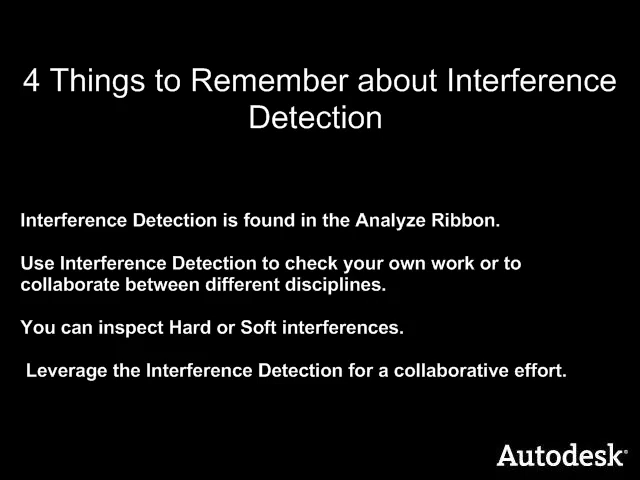 4 Things to Remember about Interference
Detection
Interference Detection is found in the Analyze Ribbon.
Use Interference Detection to check your own work or to
collaborate between different disciplines.
You can inspect Hard or Soft interferences.
Leverage the Interference Detection for a collaborative effort.
Autodesk®